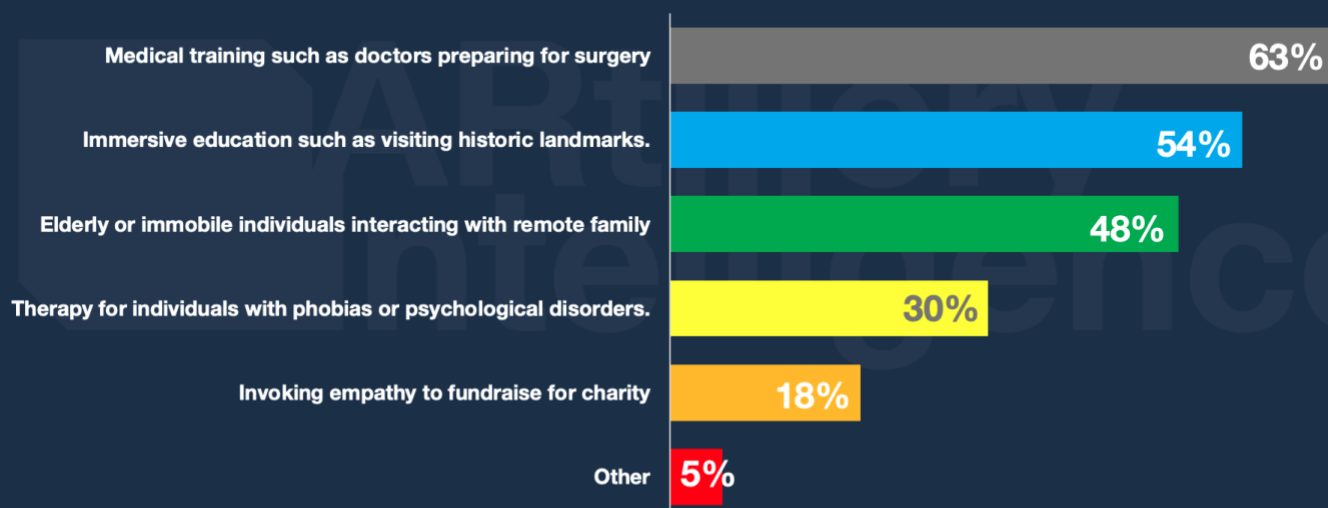 Medical training such as doctors preparing for surgery 63%
Immersive education such as visiting historic landmarks. 54%
Elderly or immobile individuals interacting with remote family 48%
Therapy for individuals with phobias or psychological disorders. 30%
Invoking empathy to fundraise for charity 18%
Other 5%
ARtillery
Intelligence